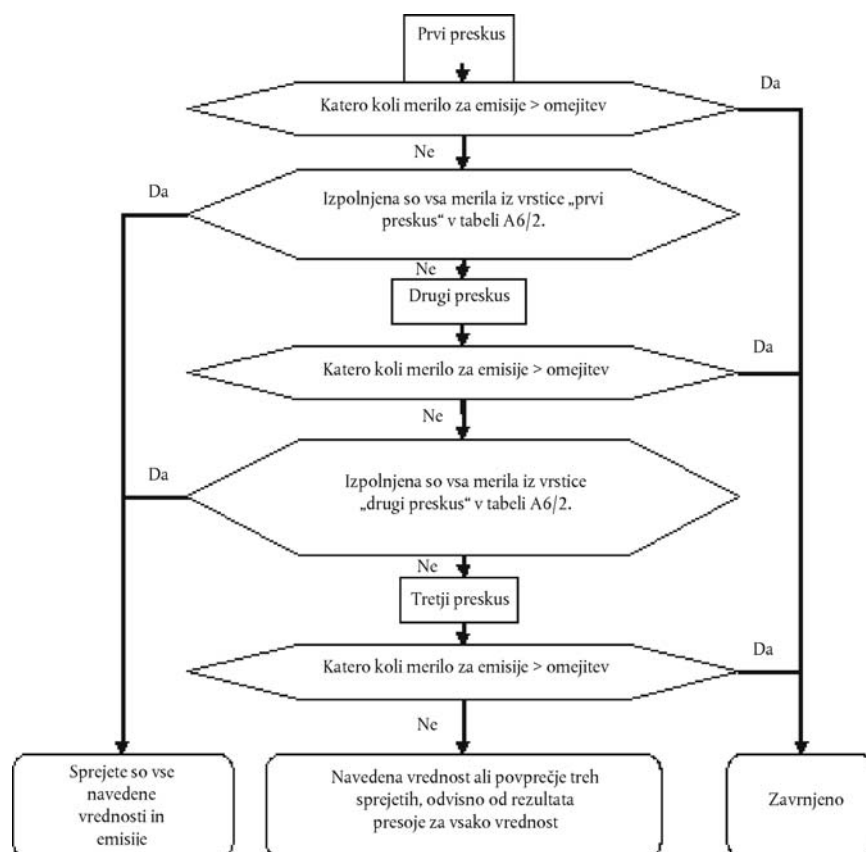 Prvi preskus
Da
Katero koli merilo za emisije > omejitev
Ne
Da
Izpolnjena so vsa merila iz vrstice „prvi
preskus“ v tabeli A6/2.
Ne
Drugi preskus
Da
Katero koli merilo za emisije > omejitev
Ne
Da
Izpolnjena so vsa merila iz vrstice
„drugi preskus“ v tabeli A6/2.
Ne
Tretji preskus
Da
Katero koli merilo za emisije > omejitev
Ne
Sprejete so vse
navedene
vrednosti in
emisije
Navedena vrednost ali povprečje treh
sprejetih, odvisno od rezultata
presoje za vsako vrednost
Zavrnjeno